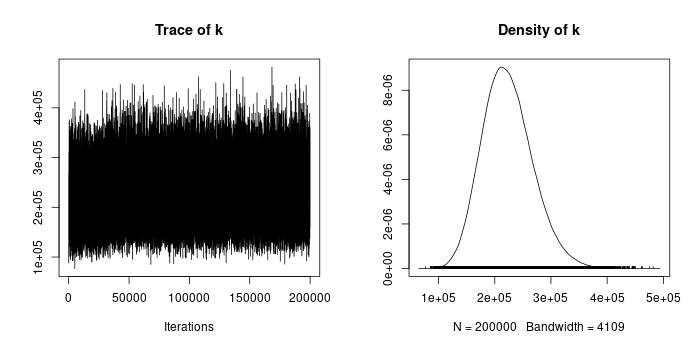 Trace of k
4e+05
3e+05
2e+05
1e+05
0 50000 100000 150000 200000
Iterations
Density of k
8e-06
6e-06
4e-06
2e-06
0e+00
1e+05 2e+05 3e+05 4e+05 5e+05
N = 200000 Bandwidth = 4109